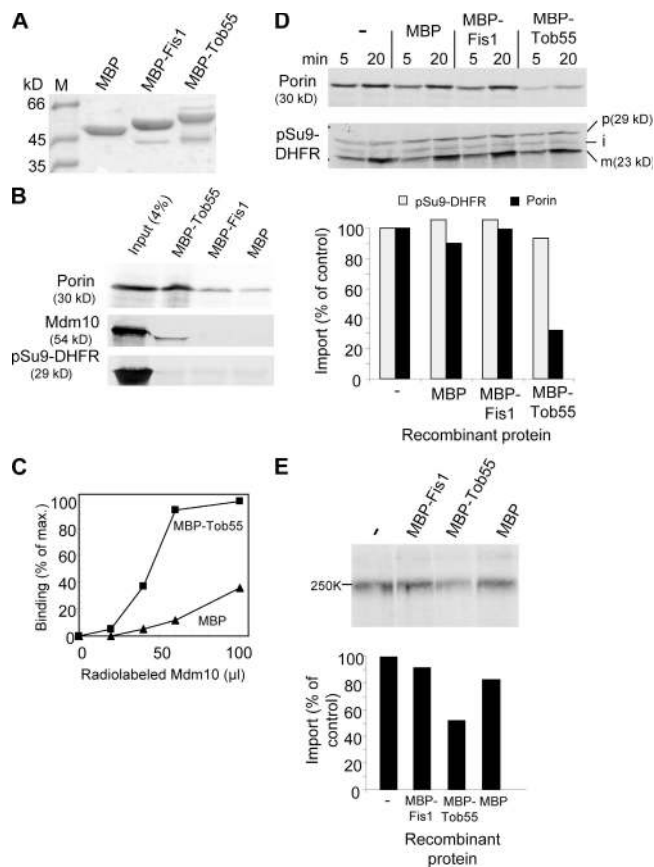 A
kD M MBP MBP-Fis1 MBP-Tob55
66
45
35
B
Input (4%) MBP-Tob55 MBP-Fis1 MBP
Porin
(30 kD)
Mdm10
(54 kD)
pSu9-DHFR
(29 kD)
C
Binding (% of max.)
100
80
60
40
20
0
MBP-Tob55
MBP
0 50 100
Radiolabeled Mdm10 (µl)
D
- MBP MBP-Fis1 MBP-Tob55
min 5 20 5 20 5 20 5 20
Porin
(30 kD)
pSu9-
DHFR
p(29 kD)
i
m(23 kD)
pSu9-DHFR Porin
Import (% of control)
100
80
60
40
20
0
- MBP MBP-Fis1 MBP-Tob55
Recombinant protein
E
- MBP-Fis1 MBP-Tob55 MBP
250K
Import (% of
control)
100
80
60
40
20
0
- MBP-Fis1 MBP-Tob55 MBP
Recombinant
protein